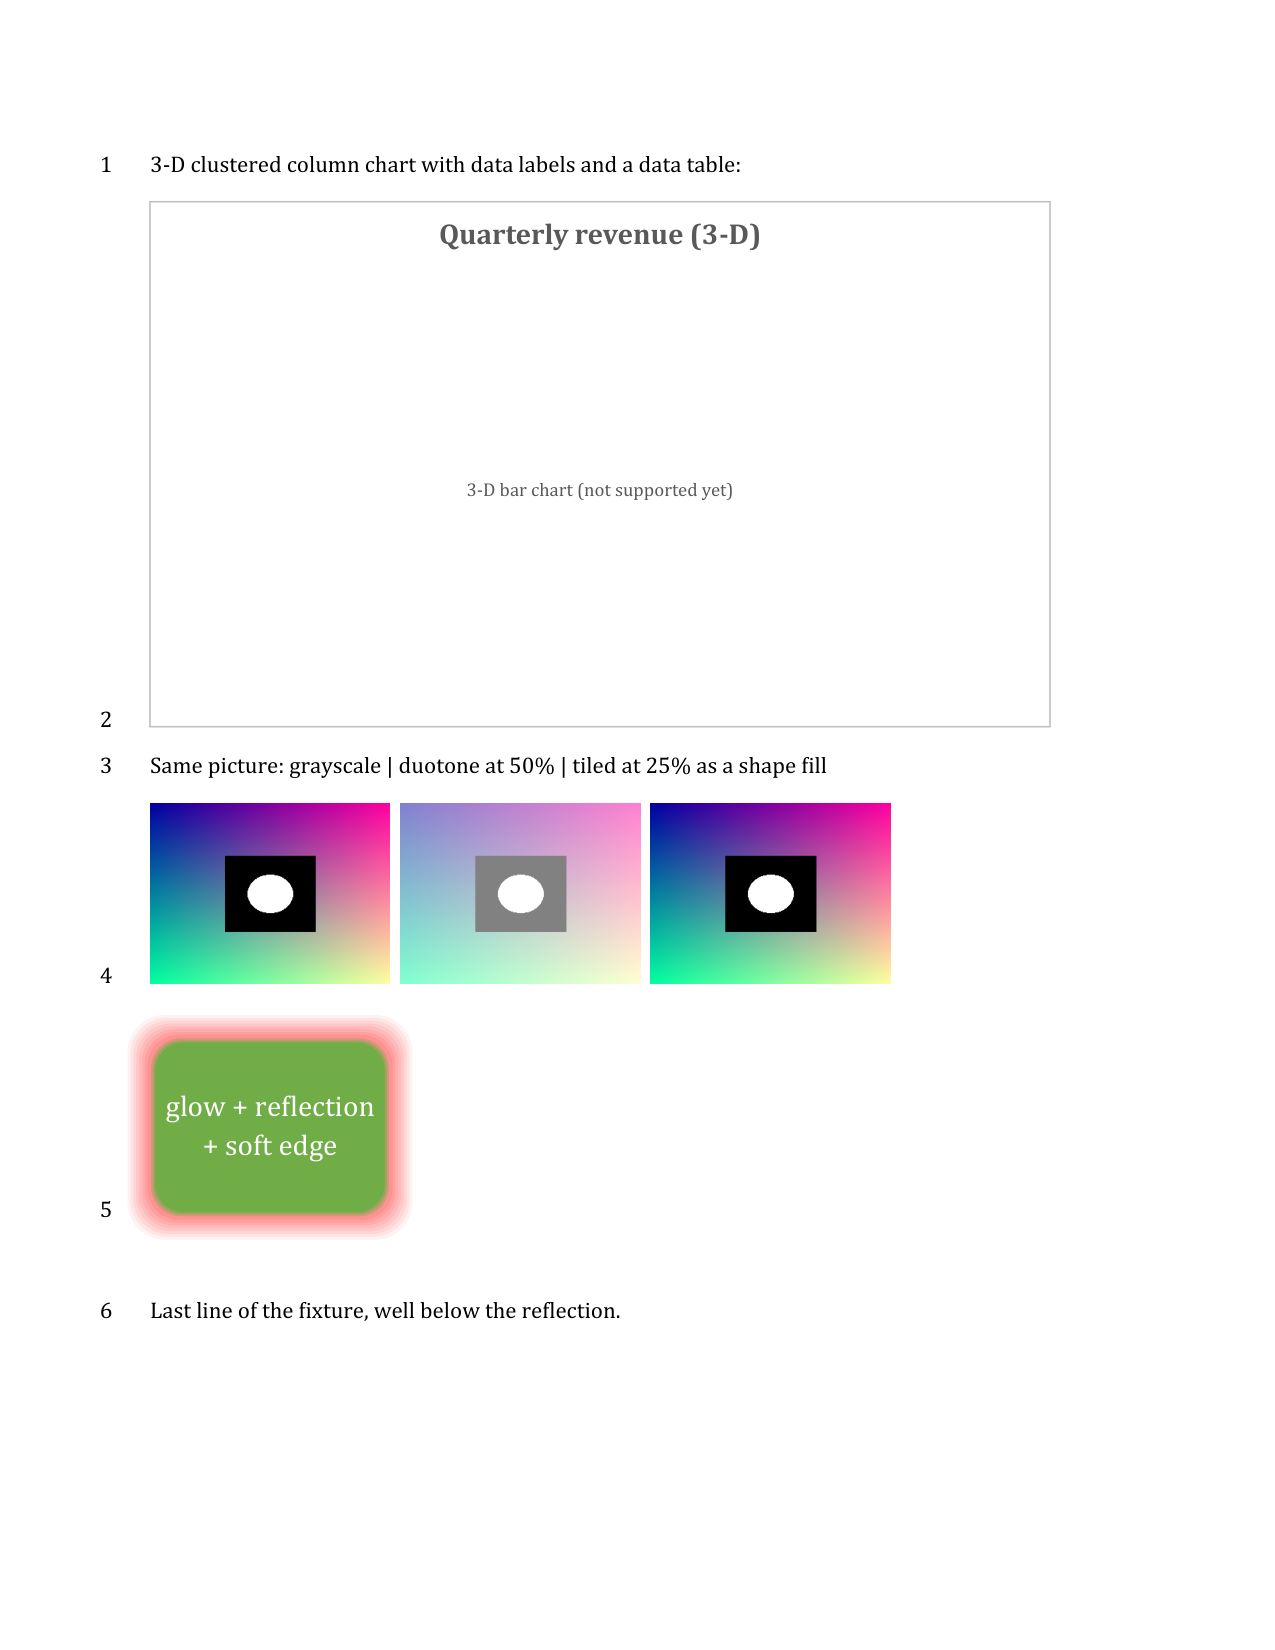 1 3-D clustered column chart with data labels and a data table:
Quarterly revenue (3-D)
3-D bar chart (not supported yet)
2
3 Same picture: grayscale | duotone at 50% | tiled at 25% as a shape fill
4
glow + reflection
+ soft edge
5
6 Last line of the fixture, well below the reflection.